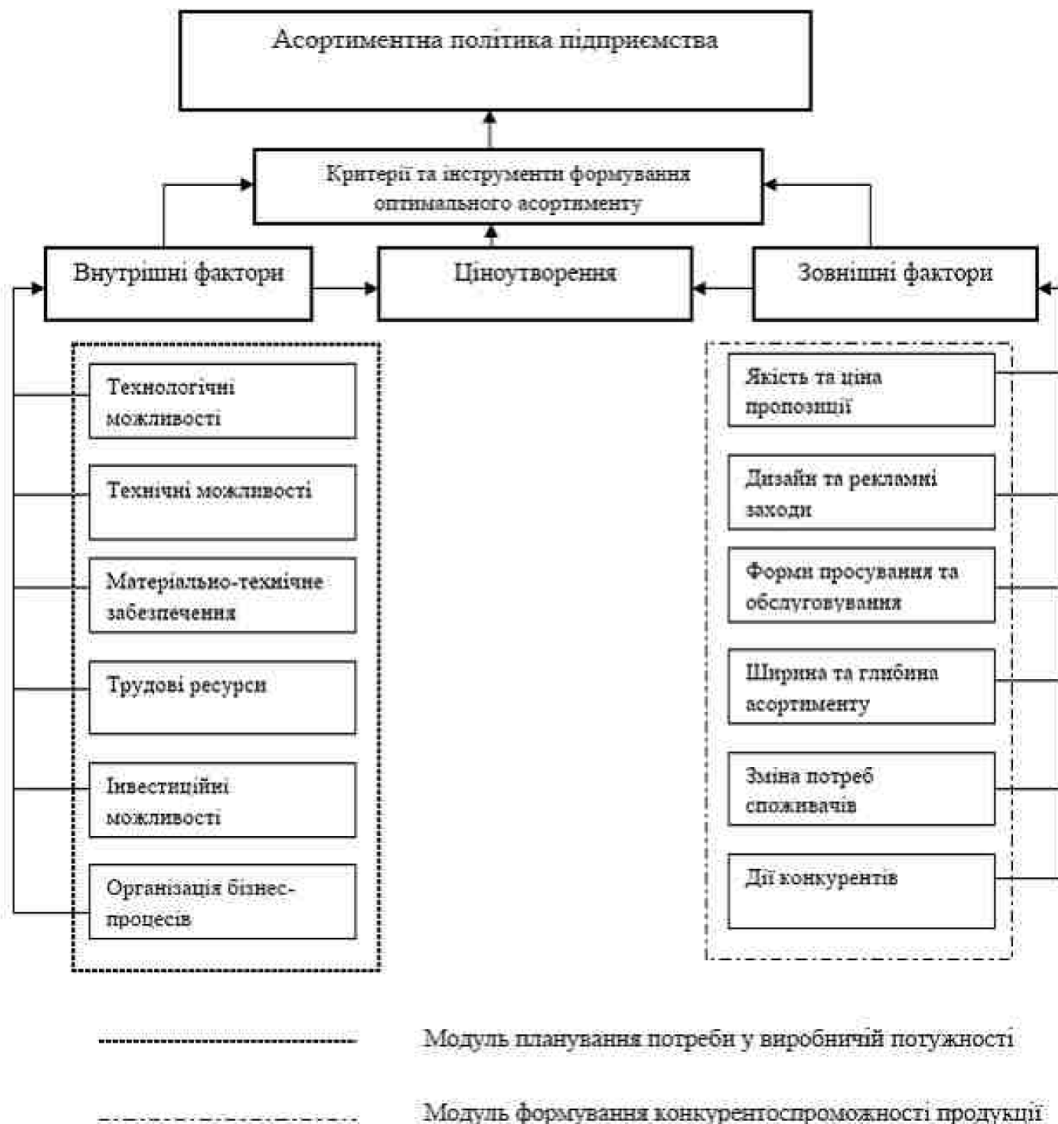 Асортиментна політика підприємства
Критерії та інструменти формування
оптимального асортименту
Внутрішні фактори
Ціноутворення
Зовнішні фактори
Технологічні
можливості
Технічні можливості
Матеріально-технічне
забезпечення
Трудові ресурси
Інвестиційні
можливості
Організація бізнес-
процесів
Якість та ціна
пропозиції
Дизайн та рекламні
заходи
Форми просування та
обслуговування
Ширина та глибина
асортименту
Зміна потреб
споживачів
Дії конкурентів
Модуль планування потреби у виробничій потужності
Модуль формування конкурентоспроможності продукції